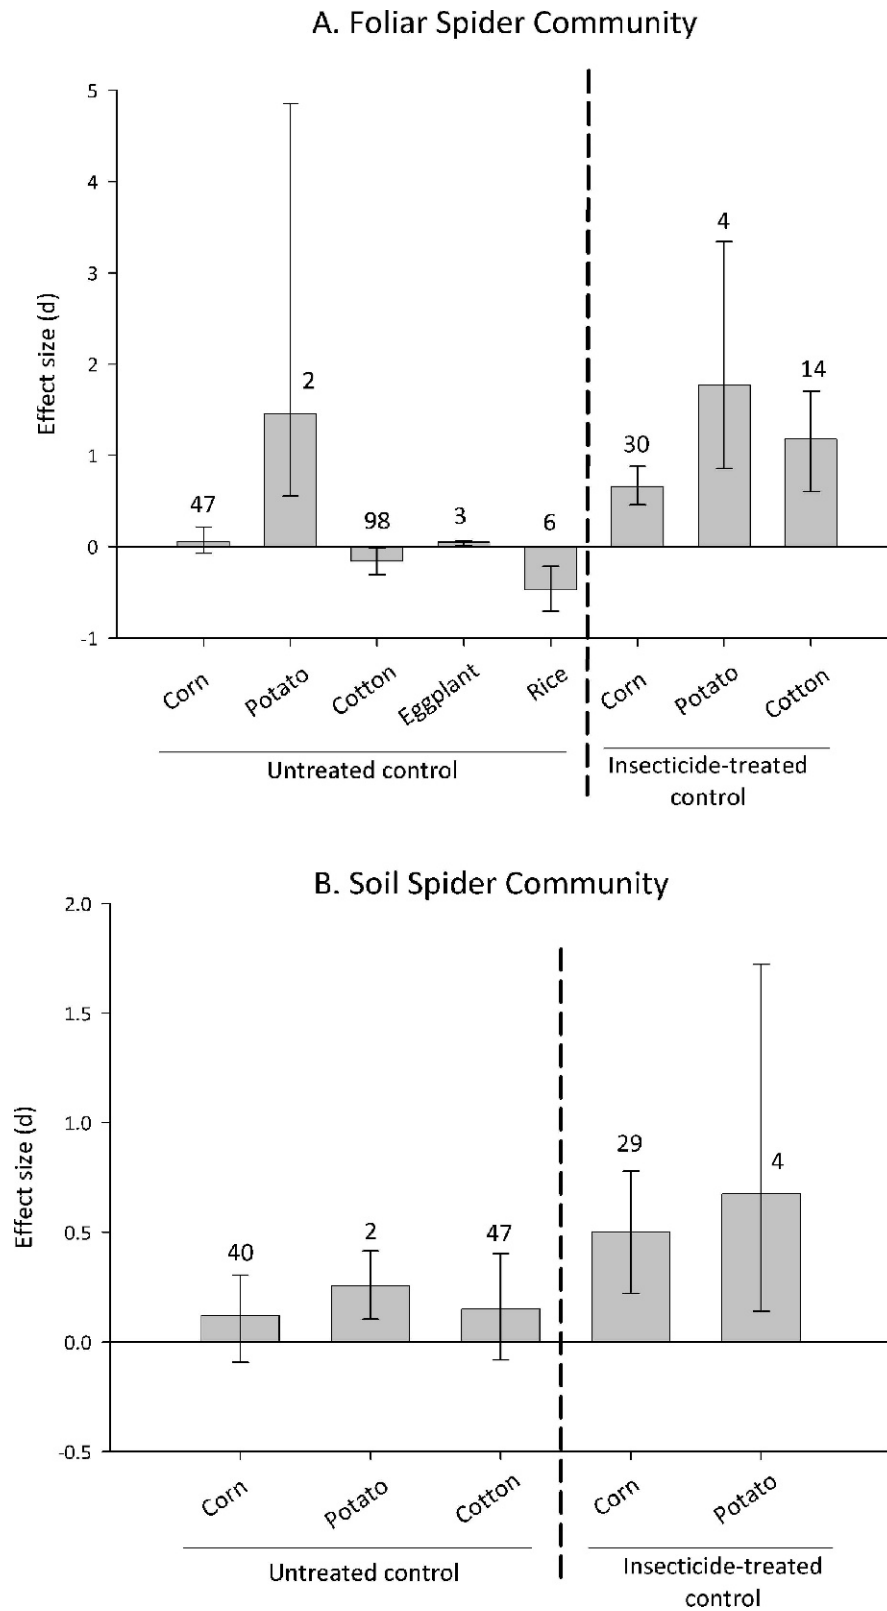 A. Foliar Spider Community
Effect size (d)
5
4
3
2
1
0
-1
47
2
98
3
6
30
4
14
Corn
Potato
Cotton
Eggplant
Rice
Corn
Potato
Cotton
Untreated control
Insecticide-treated
control
B. Soil Spider Community
Effect size (d)
2.0
1.5
1.0
0.5
0.0
-0.5
40
2
47
29
4
Corn
Potato
Cotton
Corn
Potato
Untreated control
Insecticide-treated
control